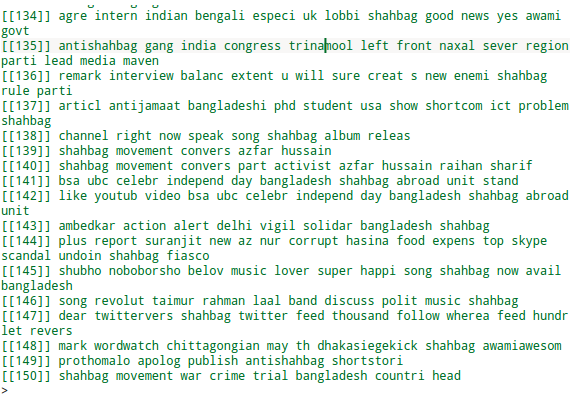 [[134]] agre intern indian bengali especi uk lobbi shahbag good news yes awami
govt
[[135]] antishahbag gang india congress trinamool left front naxal sever region
parti lead media maven
[[136]] remark interview balanc extent u will sure creat s new enemi shahbag
rule parti
[[137]] articl antijamaat bangladeshi phd student usa show shortcom ict problem
shahbag
[[138]] channel right now speak song shahbag album releas
[[139]] shahbag movement convers azfar hussain
[[140]] shahbag movement convers part activist azfar hussain raihan sharif
[[141]] bsa ubc celebr independ day bangladesh shahbag abroad unit stand
[[142]] like youtub video bsa ubc celebr independ day bangladesh shahbag abroad
unit
[[143]] ambedkar action alert delhi vigil solidar bangladesh shahbag
[[144]] plus report suranjit new az nur corrupt hasina food expens top skype
scandal undoin shahbag fiasco
[[145]] shubho noboborsho belov music lover super happi song shahbag now avail
bangladesh
[[146]] song revolut taimur rahman laal band discuss polit music shahbag
[[147]] dear twittervers shahbag twitter feed thousand follow wherea feed hundr
let revers
[[148]] mark wordwatch chittagongian may th dhakasiegekick shahbag awamiawesom
[[149]] prothomalo apolog publish antishahbag shortstori
[[150]] shahbag movement war crime trial bangladesh countri head
>